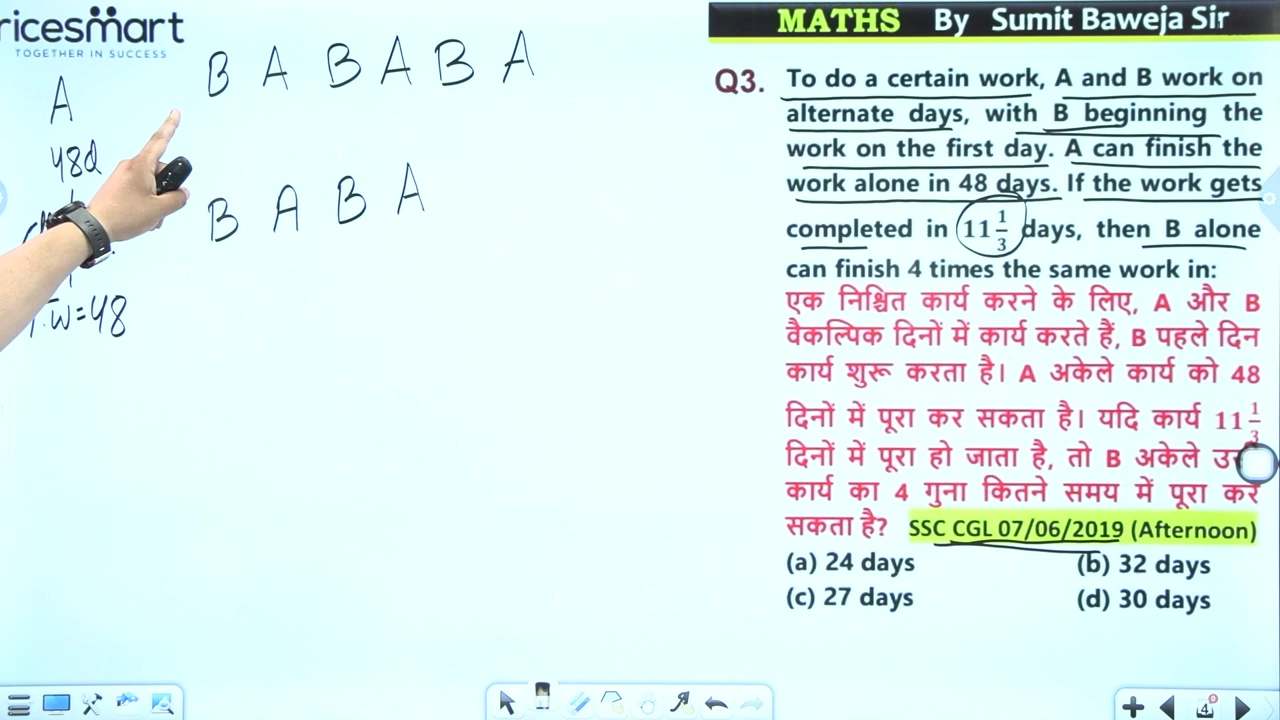 ricesmart
TOGETHER IN SUCCESS
B A B A B A
A
48d
B A B A
T.W=48
MATHS By Sumit Baweja Sir
Q3. To do a certain work, A and B work on
alternate days, with B beginning the
work on the first day. A can finish the
work alone in 48 days. If the work gets
completed in 11 1/3 days, then B alone
can finish 4 times the same work in:
एक निश्चित कार्य करने के लिए, A और B
वैकल्पिक दिनों में कार्य करते हैं, B पहले दिन
कार्य शुरू करता है। A अकेले कार्य को 48
दिनों में पूरा कर सकता है। यदि कार्य 11 1/3
दिनों में पूरा हो जाता है, तो B अकेले
कार्य का 4 गुना कितने समय में पूरा कर
सकता है? SSC CGL 07/06/2019 (Afternoon)
(a) 24 days (b) 32 days
(c) 27 days (d) 30 days
4